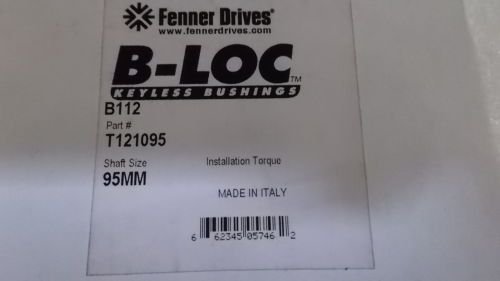 Fenner Drives®
www.fennerdrives.com
B-LOC™
KEYLESS BUSHINGS
B112
Part #
T121095
Shaft Size
Installation Torque
95MM
MADE IN ITALY
6 62345 05746 2